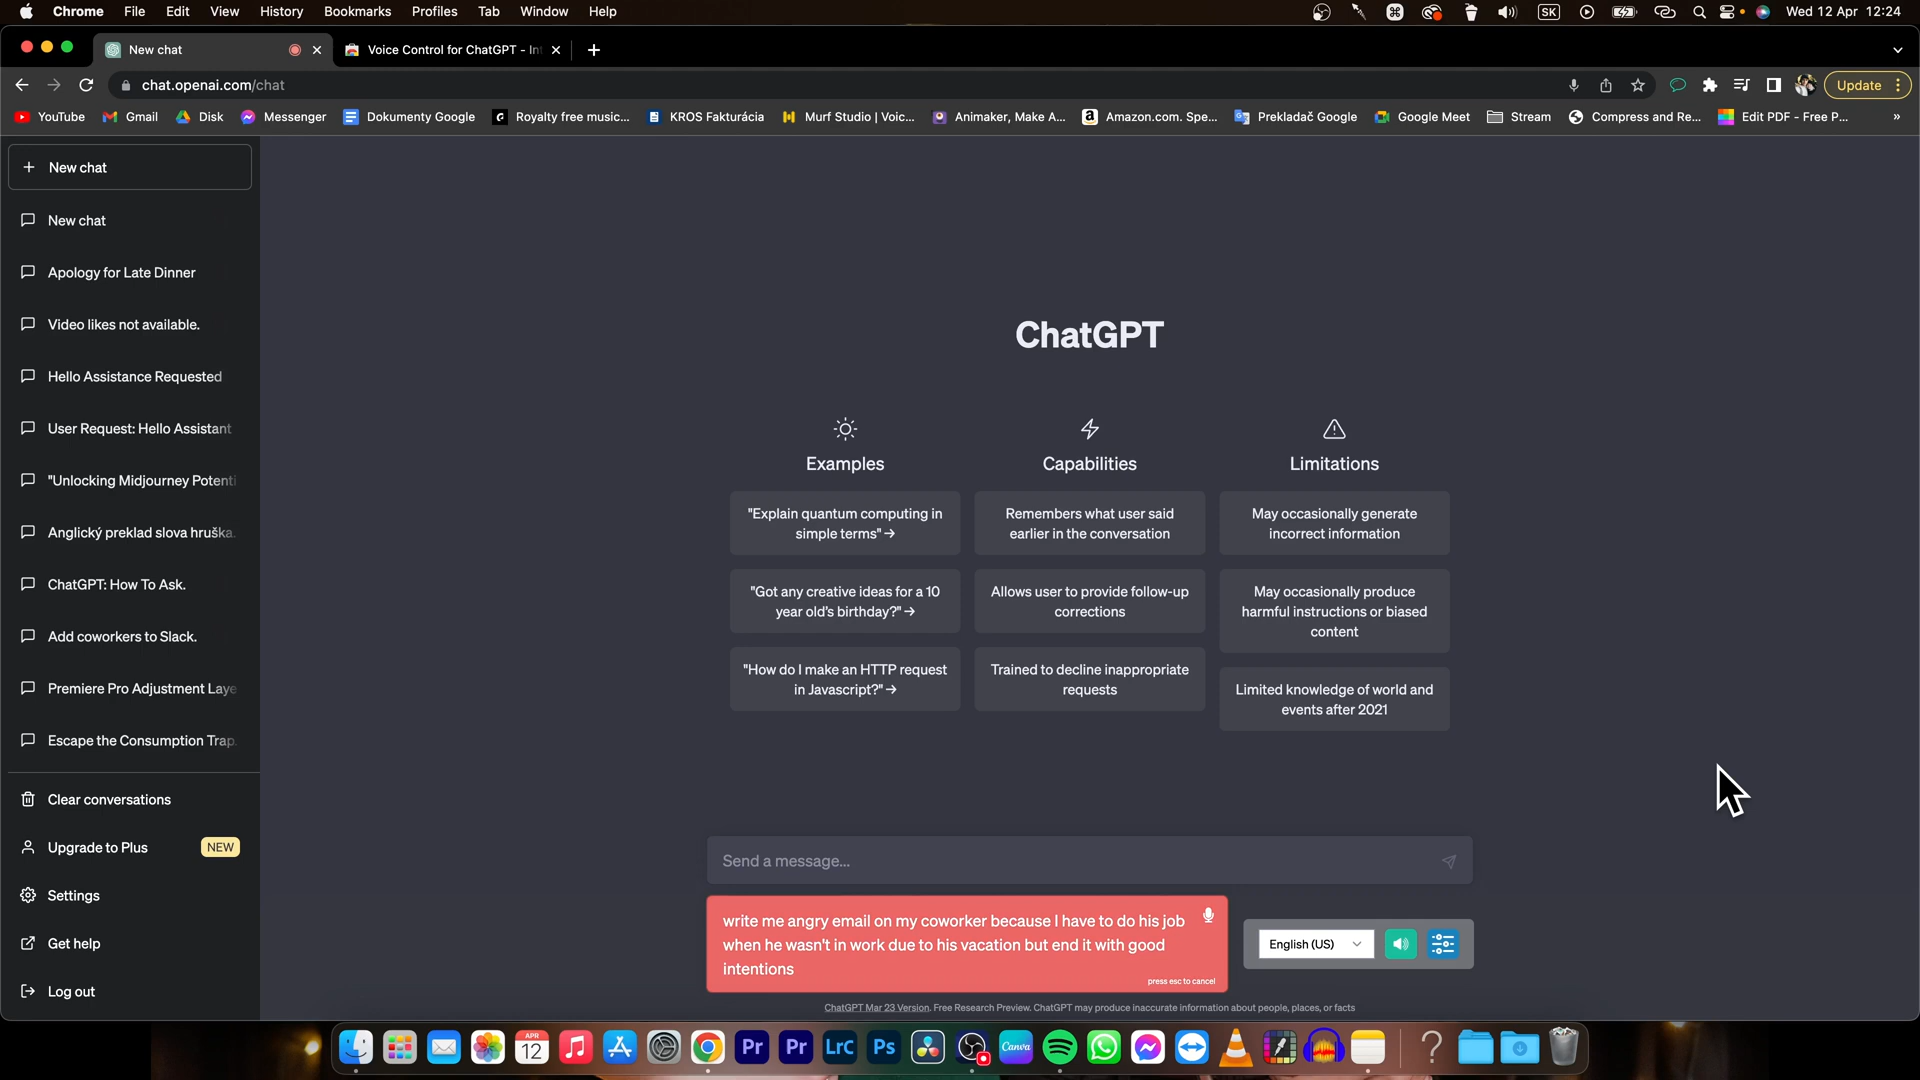 Chrome File Edit View History Bookmarks Profiles Tab Window Help
SK
Wed 12 Apr 12:24
New chat
Voice Control for ChatGPT - Int
chat.openai.com/chat
Update
YouTube Gmail Disk Messenger Dokumenty Google Royalty free music... KROS Fakturácia Murf Studio | Voic... Animaker, Make A... Amazon.com. Spe... Prekladač Google Google Meet Stream Compress and Re... Edit PDF - Free P... »
New chat
New chat
Apology for Late Dinner
Video likes not available.
Hello Assistance Requested
User Request: Hello Assistant
"Unlocking Midjourney Potenti
Anglický preklad slova hruška.
ChatGPT: How To Ask.
Add coworkers to Slack.
Premiere Pro Adjustment Laye
Escape the Consumption Trap.
Clear conversations
Upgrade to Plus NEW
Settings
Get help
Log out
ChatGPT
Examples
"Explain quantum computing in
simple terms" →
"Got any creative ideas for a 10
year old's birthday?" →
"How do I make an HTTP request
in Javascript?" →
Capabilities
Remembers what user said
earlier in the conversation
Allows user to provide follow-up
corrections
Trained to decline inappropriate
requests
Limitations
May occasionally generate
incorrect information
May occasionally produce
harmful instructions or biased
content
Limited knowledge of world and
events after 2021
Send a message...
write me angry email on my coworker because I have to do his job
when he wasn't in work due to his vacation but end it with good
intentions
press esc to cancel
English (US)
ChatGPT Mar 23 Version. Free Research Preview. ChatGPT may produce inaccurate information about people, places, or facts
APR
12
Pr
Pr
LrC
Ps
Canva